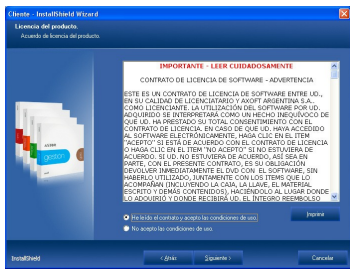 Cliente - InstallShield Wizard
Licencia del producto.
Acuerdo de licencia del producto.
IMPORTANTE - LEER CUIDADOSAMENTE
CONTRATO DE LICENCIA DE SOFTWARE - ADVERTENCIA
ESTE ES UN CONTRATO DE LICENCIA DE SOFTWARE ENTRE UD.,
EN SU CALIDAD DE LICENCIATARIO Y AXOFT ARGENTINA S.A..
COMO LICENCIANTE. LA UTILIZACIÓN DEL SOFTWARE POR UD.
ADQUIRIDO SE INTERPRETARÁ COMO UN HECHO INEQUÍVOCO DE
QUE UD. HA PRESTADO SU TOTAL CONSENTIMIENTO CON EL
CONTRATO DE LICENCIA. EN CASO DE QUE UD. HAYA ACCEDIDO
AL SOFTWARE ELECTRÓNICAMENTE, HAGA CLIC EN EL ITEM
"ACEPTO" SI ESTÁ DE ACUERDO CON EL CONTRATO DE LICENCIA
O HAGA CLIC EN EL ITEM "NO ACEPTO" SI NO ESTUVIERA DE
ACUERDO. SI UD. NO ESTUVIERA DE ACUERDO, ASÍ SEA EN
PARTE, CON EL PRESENTE CONTRATO, ES SU OBLIGACIÓN
DEVOLVER INMEDIATAMENTE EL DVD CON EL SOFTWARE, SIN
HABERLO UTILIZADO, JUNTAMENTE CON LOS ITEMS QUE LO
ACOMPAÑAN (INCLUYENDO LA CAJA, LA LLAVE, EL MATERIAL
ESCRITO Y DEMÁS CONTENIDOS), HACIÉNDOLO AL LUGAR DONDE
LO ADQUIRIÓ Y DONDE RECIBIRÁ UD. EL ÍNTEGRO REEMBOLSO
gestion
He leído el contrato y acepto las condiciones de uso.
Imprimir
No acepto las condiciones de uso.
InstallShield
< Atrás
Siguiente >
Cancelar